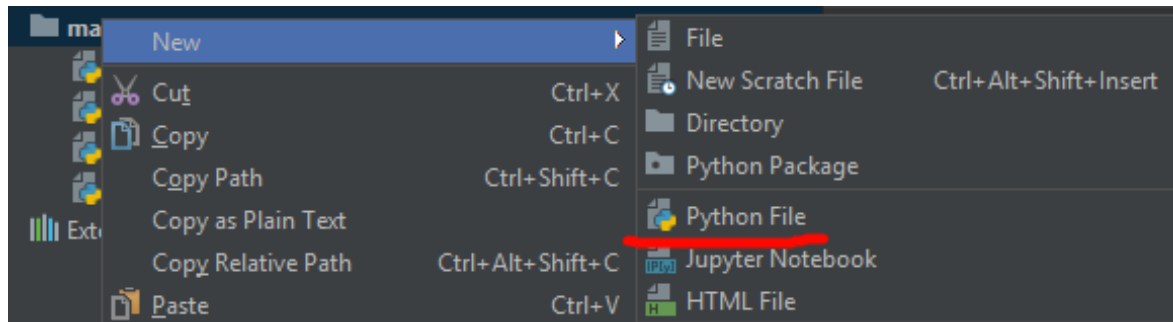 ma
New
Cut Ctrl+X
Copy Ctrl+C
Copy Path Ctrl+Shift+C
Copy as Plain Text
Copy Relative Path Ctrl+Alt+Shift+C
Paste Ctrl+V
Exte
File
New Scratch File Ctrl+Alt+Shift+Insert
Directory
Python Package
Python File
Jupyter Notebook
HTML File